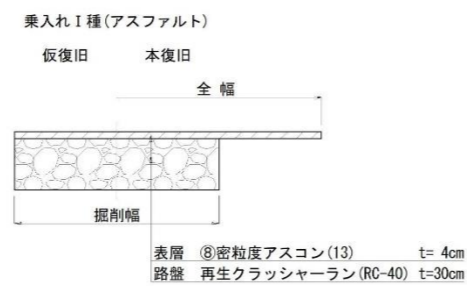 乗入れⅠ種(アスファルト)
仮復旧 本復旧
全 幅
掘削幅
表層 ⑧密粒度アスコン(13) t= 4cm
路盤 再生クラッシャーラン(RC-40) t=30cm